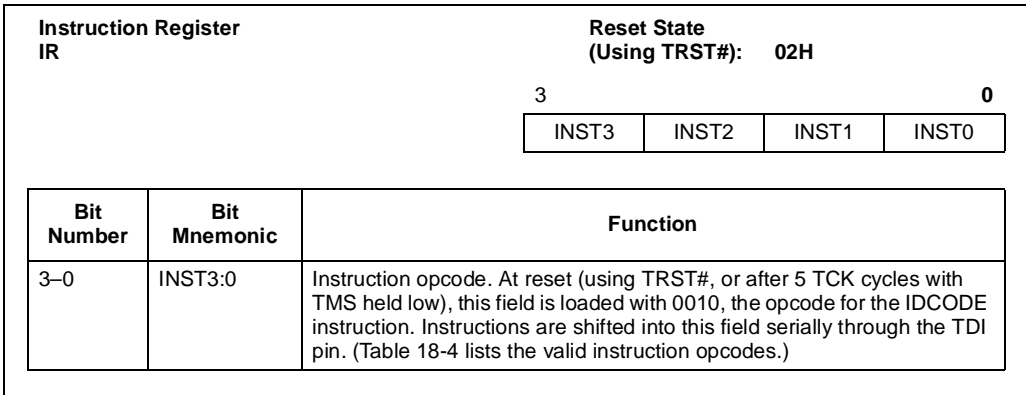 Instruction Register
IR
Reset State
(Using TRST#): 02H
3 0
INST3 INST2 INST1 INST0
Bit Number Bit Mnemonic Function
3–0 INST3:0 Instruction opcode. At reset (using TRST#, or after 5 TCK cycles with
TMS held low), this field is loaded with 0010, the opcode for the IDCODE
instruction. Instructions are shifted into this field serially through the TDI
pin. (Table 18-4 lists the valid instruction opcodes.)